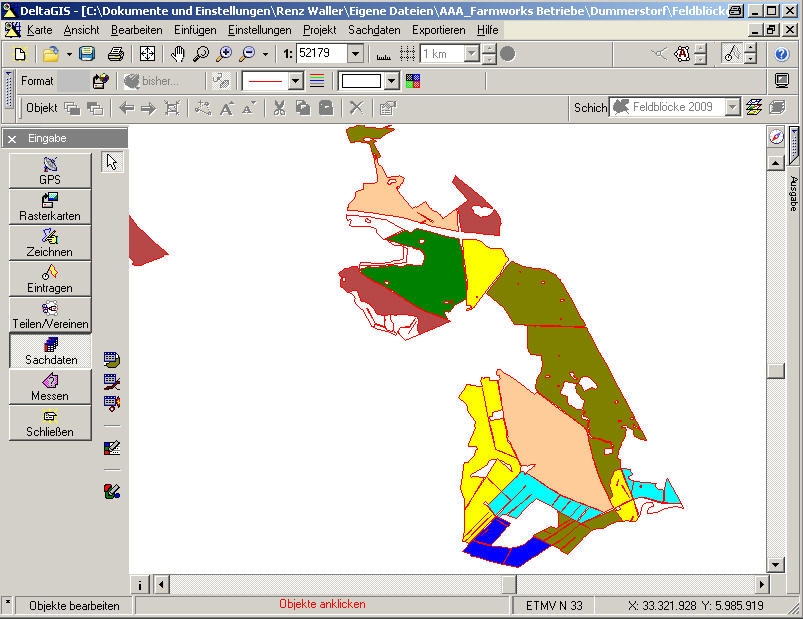 DeltaGIS - [C:\Dokumente und Einstellungen\Renz Waller\Eigene Dateien\AAA_Farmworks Betriebe\Dummerstorf\Feldblöcke
Karte Ansicht Bearbeiten Einfügen Einstellungen Projekt Sachdaten Exportieren Hilfe
1: 52179 1 km
Format bisher...
Objekt Schich Feldblöcke 2009
Eingabe
Ausgabe
GPS
Rasterkarten
Zeichnen
Eintragen
Teilen/Vereinen
Sachdaten
Messen
Schließen
i
* Objekte bearbeiten Objekte anklicken ETMV N 33 X: 33.321.928 Y: 5.985.919